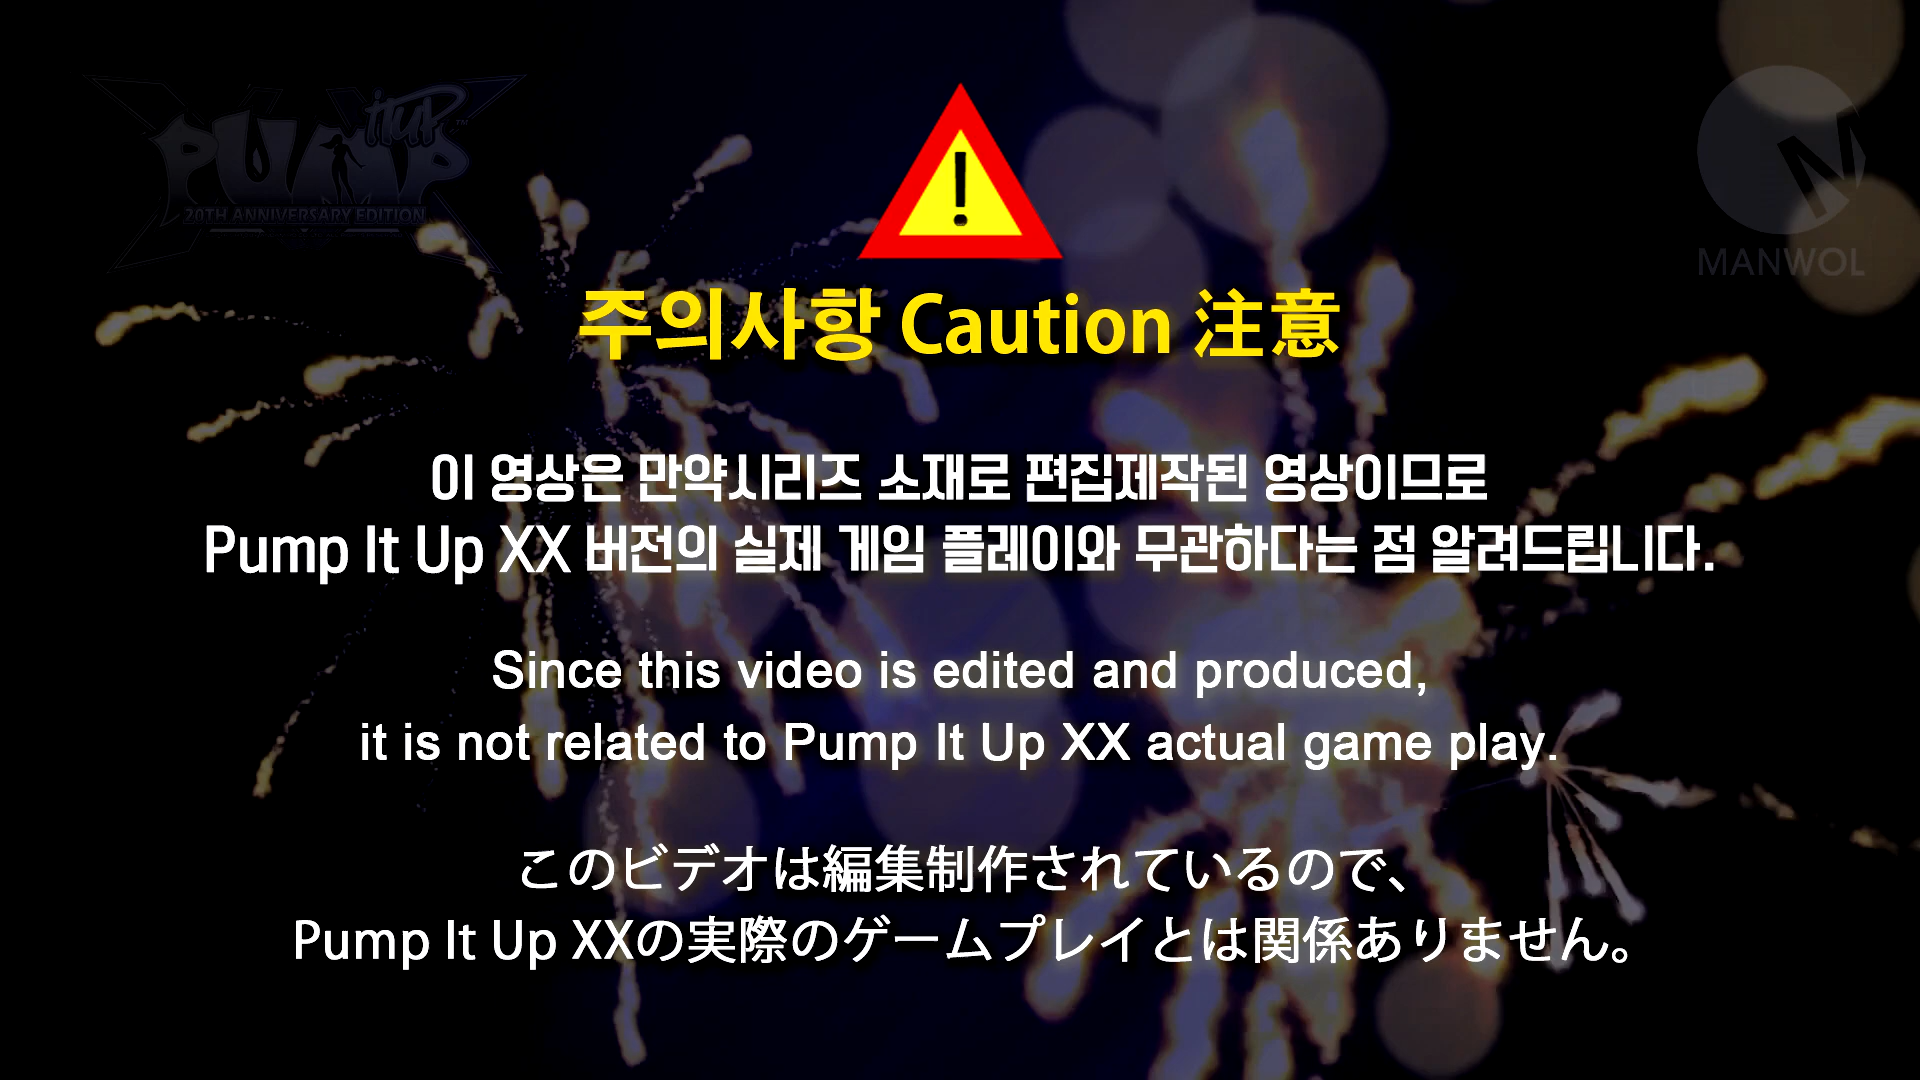 PUMP it UP™
20TH ANNIVERSARY EDITION
M
MANWOL
!
주의사항 Caution 注意
이 영상은 만약시리즈 소재로 편집제작된 영상이므로
Pump It Up XX 버전의 실제 게임 플레이와 무관하다는 점 알려드립니다.
Since this video is edited and produced,
it is not related to Pump It Up XX actual game play.
このビデオは編集制作されているので、
Pump It Up XXの実際のゲームプレイとは関係ありません。